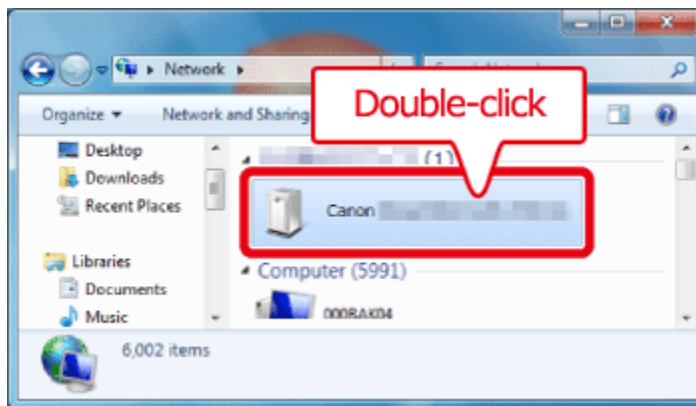 Network
Organize
Network and Sharing
Double-click
Desktop
Downloads
Recent Places
(1)
Canon
Libraries
Documents
Music
Computer (5991)
000BAK04
6,002 items